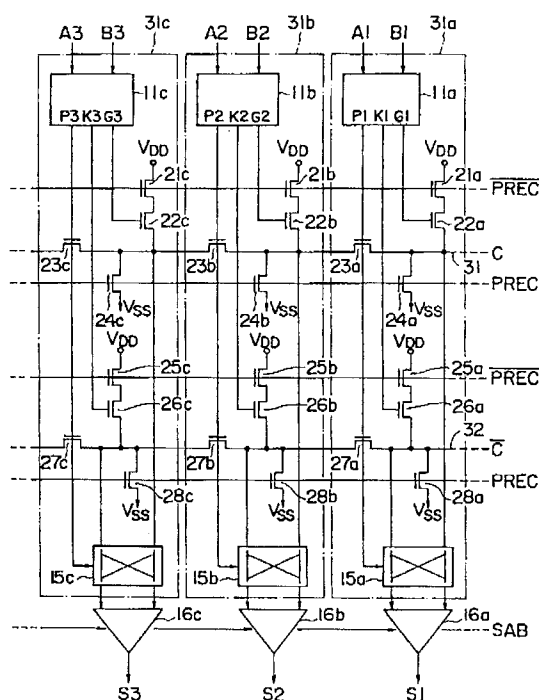 31c 31b 31a
A3 B3 A2 B2 A1 B1
11c 11b 11a
P3 K3 G3 P2 K2 G2 P1 K1 G1
VDD VDD VDD
21c 21b 21a P̅R̅E̅C̅
22c 22b 22a
C
23c 23b 23a 31
PREC
24c VSS 24b VSS 24a VSS
VDD VDD VDD
25c 25b 25a P̅R̅E̅C̅
26c 26b 26a
32 C̅
27c 27b 27a
PREC
28c 28b 28a
VSS VSS VSS
15c 15b 15a
16c 16b 16a
SAB
S3 S2 S1